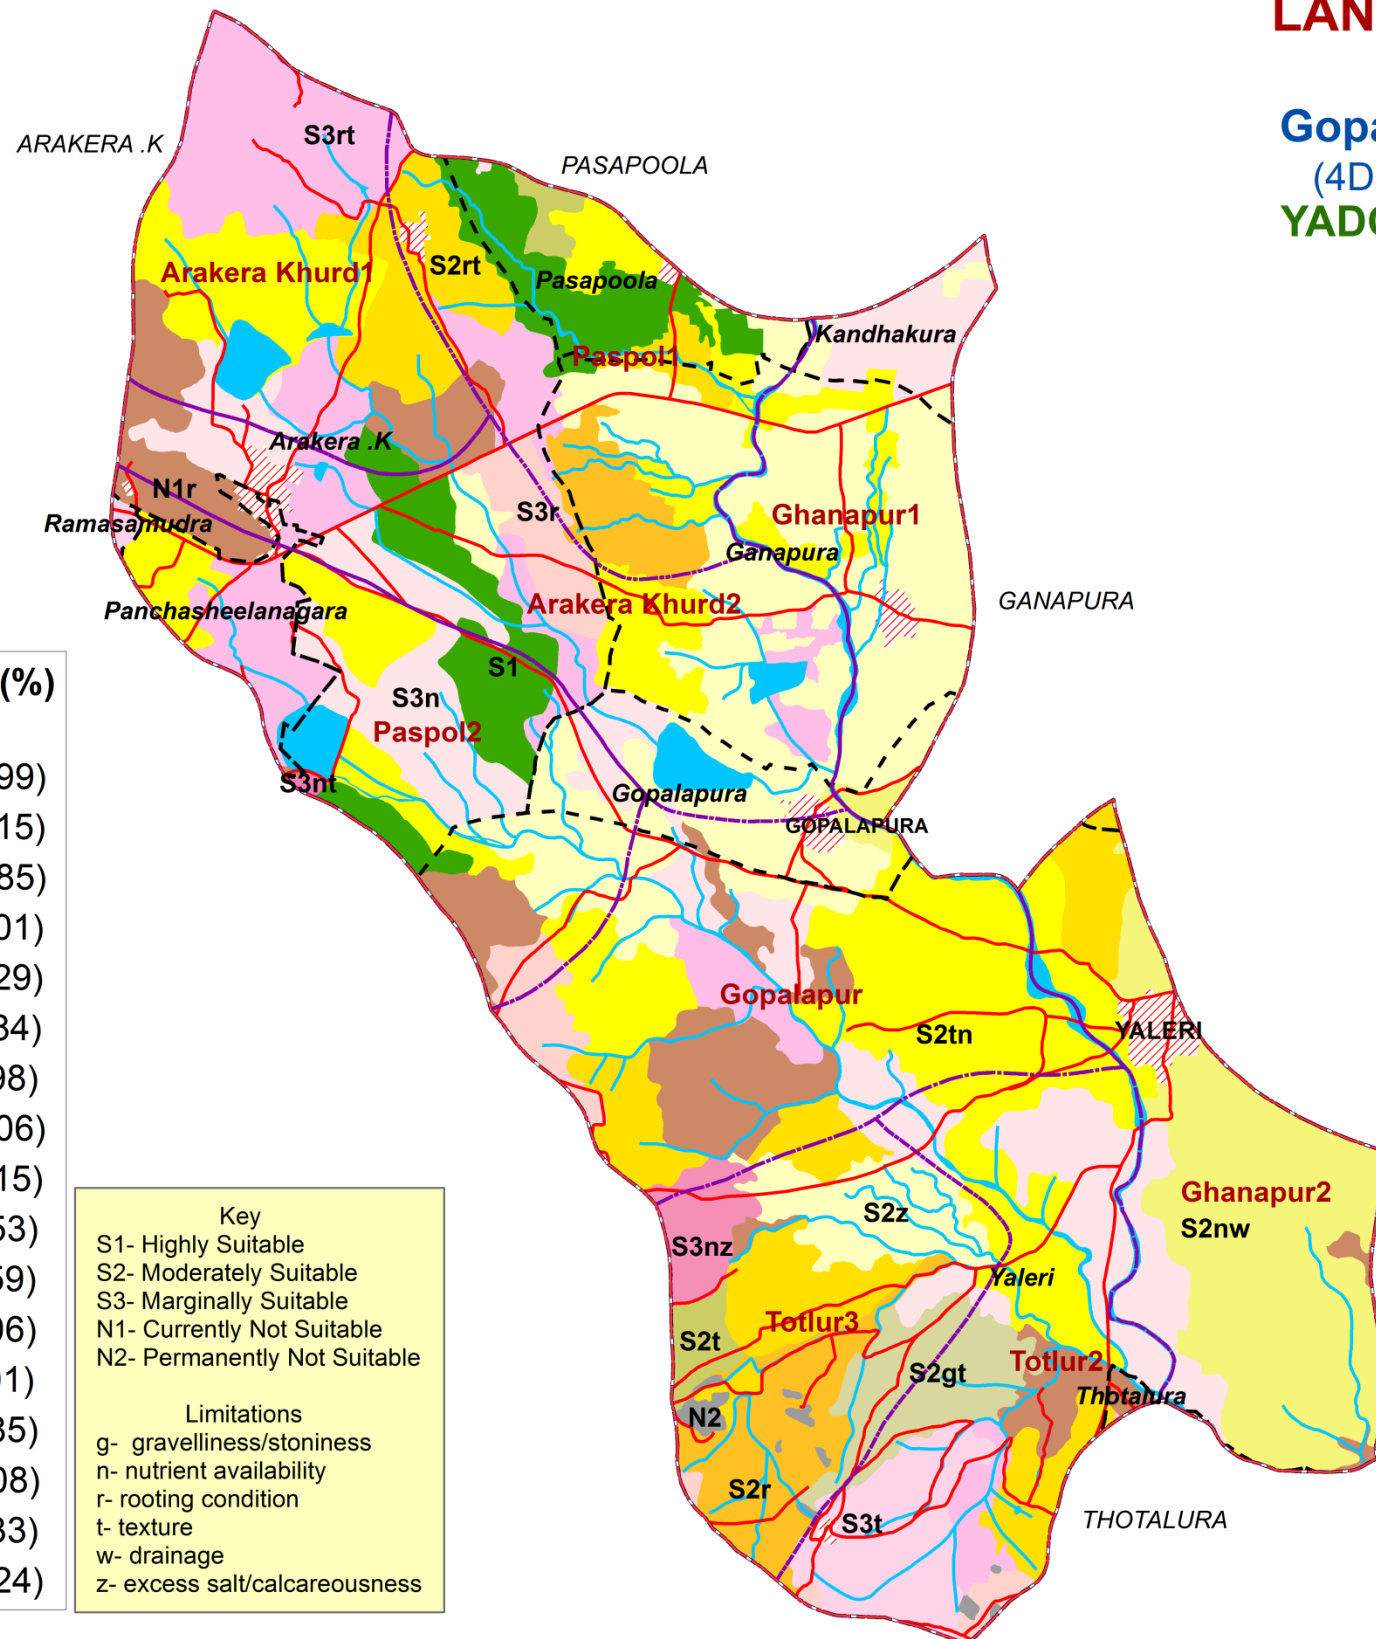 LAN
Gopa
(4D
YADG
ARAKERA .K
S3rt
PASAPOOLA
Arakera Khurd1
S2rt
Pasapoola
Kandhakura
Paspol1
Arakera .K
N1r
S3r
Ghanapur1
Ramasamudra
Ganapura
Panchasheelanagara
Arakera Khurd2
GANAPURA
S1
S3n
Paspol2
S3nt
Gopalapura
GOPALAPURA
Gopalapur
S2tn
YALERI
Ghanapur2
S2nw
S2z
S3nz
Yaleri
Totlur3
S2t
S2gt
Totlur2
Thotalura
N2
S2r
S3t
THOTALURA
(%)
99)
15)
85)
01)
29)
34)
98)
06)
15)
53)
59)
06)
01)
35)
08)
33)
24)
Key
S1- Highly Suitable
S2- Moderately Suitable
S3- Marginally Suitable
N1- Currently Not Suitable
N2- Permanently Not Suitable
Limitations
g- gravelliness/stoniness
n- nutrient availability
r- rooting condition
t- texture
w- drainage
z- excess salt/calcareousness